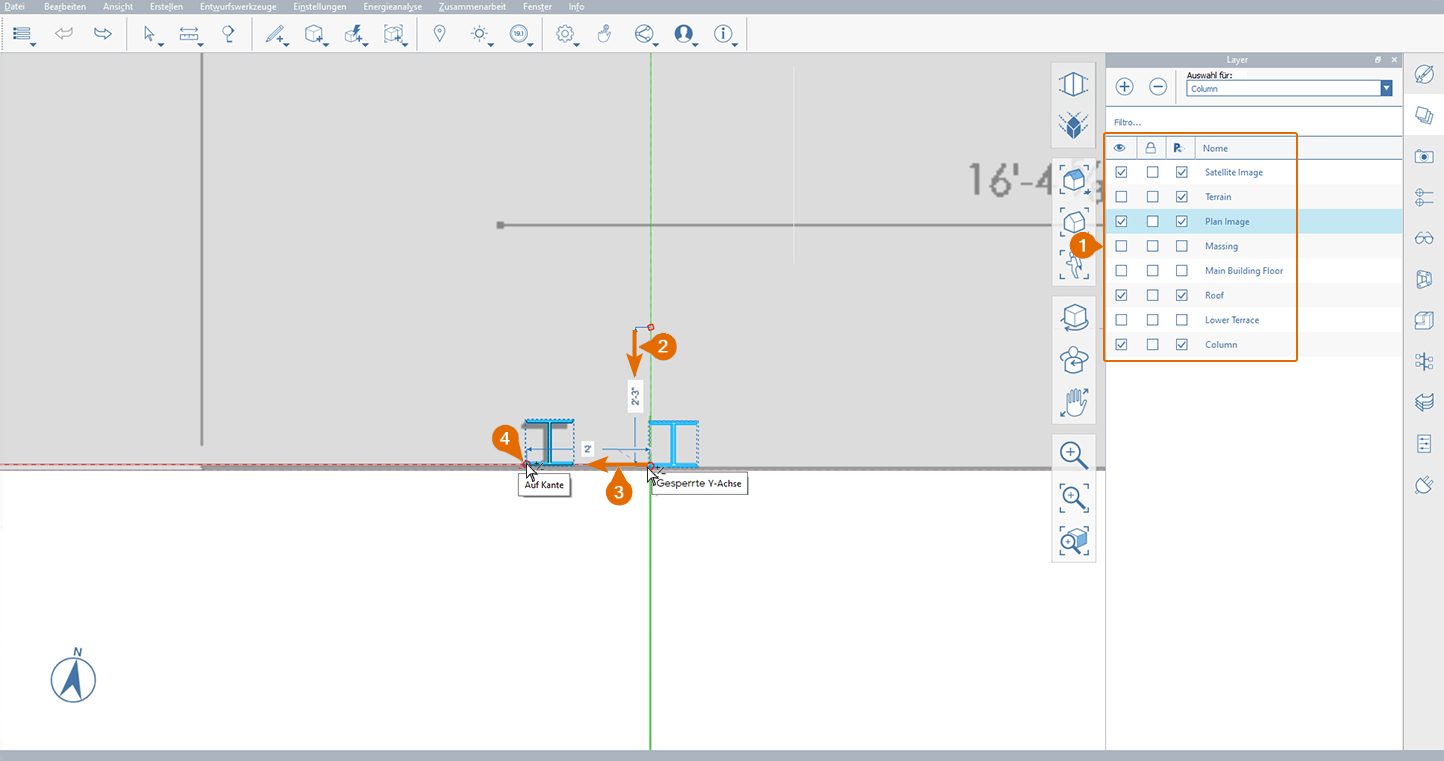 Datei Bearbeiten Ansicht Erstellen Entwurfswerkzeuge Einstellungen Energieanalyse Zusammenarbeit Fenster Info
19.1
Layer
Auswahl für:
Column
Filtro...
Nome
Satellite Image
Terrain
Plan Image
Massing
Main Building Floor
Roof
Lower Terrace
Column
16'-4
1
2
2'-3"
4
2'
3
Auf Kante
Gesperrte Y-Achse
N